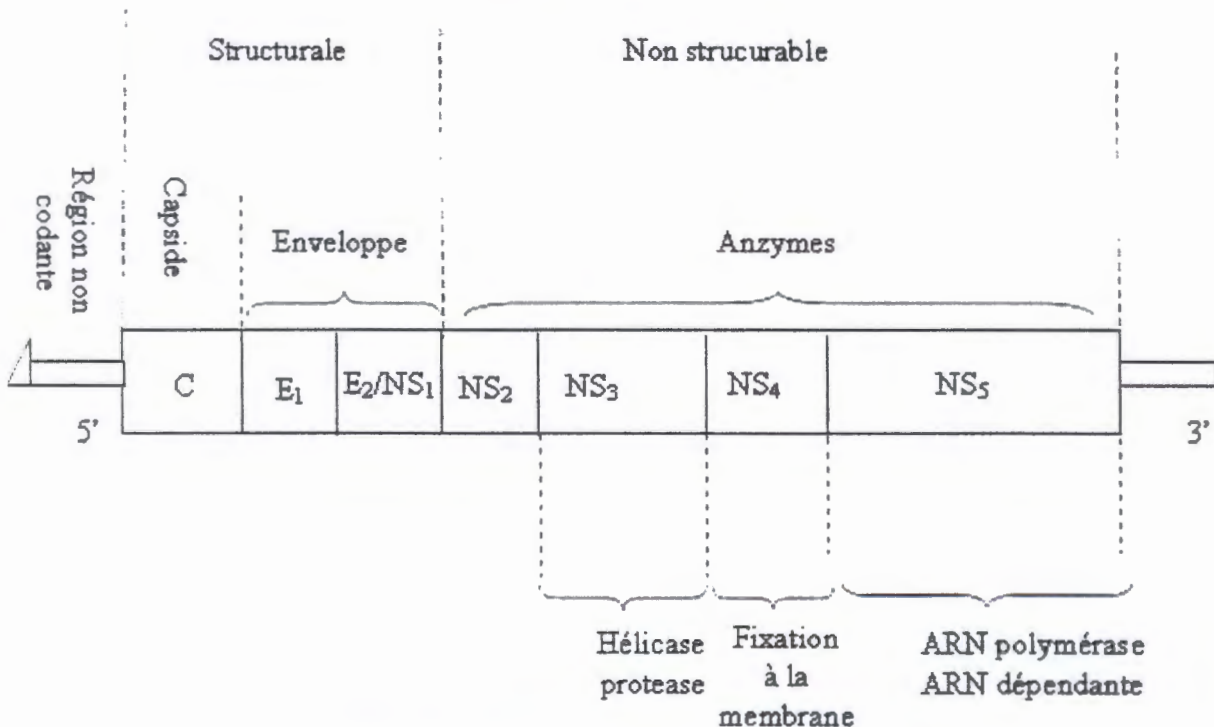 Structurale
Non strucurable
Région non
codante
Capside
Enveloppe
Anzymes
C
E₁
E₂/NS₁
NS₂
NS₃
NS₄
NS₅
5'
3'
Hélicase
protease
Fixation
à la
membrane
ARN polymérase
ARN dépendante